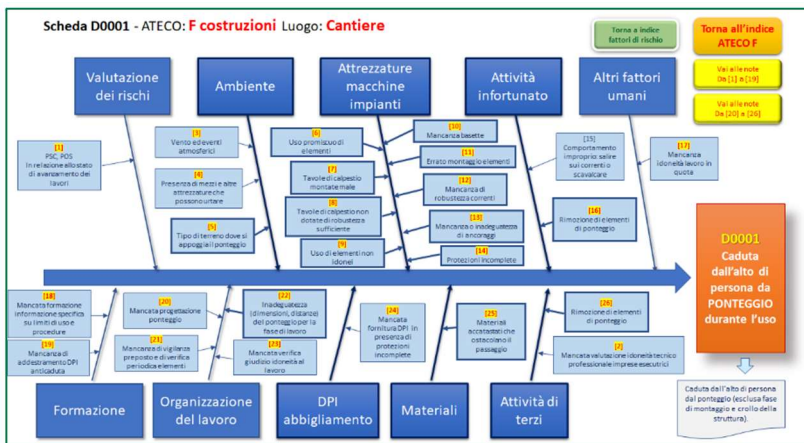 Scheda D0001 - ATECO: F costruzioni Luogo: Cantiere
Torna a indice
fattori di rischio
Torna all'indice
ATECO F
Vai alle note
Da [1] a [19]
Vai alle note
Da [20] a [26]
Valutazione
dei rischi
Ambiente
Attrezzature
macchine
impianti
Attività
infortunato
Altri fattori
umani
[1]
PSC, POS
In relazione allo stato
di avanzamento dei
lavori
[3]
Vento ed eventi
atmosferici
[4]
Presenza di mezzi e altre
attrezzature che
possono urtare
[5]
Tipo di terreno dove si
appoggia il ponteggio
[6]
Uso promiscuo di
elementi
[7]
Tavole di calpestio
montate male
[8]
Tavole di calpestio non
dotate di robustezza
sufficiente
[9]
Uso di elementi non
idonei
[10]
Mancanza basette
[11]
Errato montaggio elementi
[12]
Mancanza di
robustezza correnti
[13]
Mancanza o inadeguatezza
di ancoraggi
[14]
Protezioni incomplete
[15]
Comportamento
improprio: salire
sui correnti o
scavalcare
[16]
Rimozione di elementi
di ponteggio
[17]
Mancanza
idoneità lavoro in
quota
D0001
Caduta
dall'alto di
persona da
PONTEGGIO
durante l'uso
[18]
Mancata formazione
informazione specifica
su limiti di uso e
procedure
[19]
Mancanza di
addestramento DPI
anticaduta
[20]
Mancata progettazione
ponteggio
[21]
Mancanza di vigilanza
preposto e di verifica
periodica elementi
[22]
Inadeguatezza
(dimensioni, distanze)
del ponteggio per la
fase di lavoro
[23]
Mancata verifica
giudizio idoneità al
lavoro
[24]
Mancata
fornitura DPI in
presenza di
protezioni
incomplete
[25]
Materiali
accatastati che
ostacolano il
passaggio
[26]
Rimozione di elementi
di ponteggio
[2]
Mancata valutazione idoneità tecnico
professionale imprese esecutrici
Formazione
Organizzazione
del lavoro
DPI
abbigliamento
Materiali
Attività di
terzi
Caduta dall'alto di persona
dal ponteggio (esclusa fase
di montaggio e crollo della
struttura).